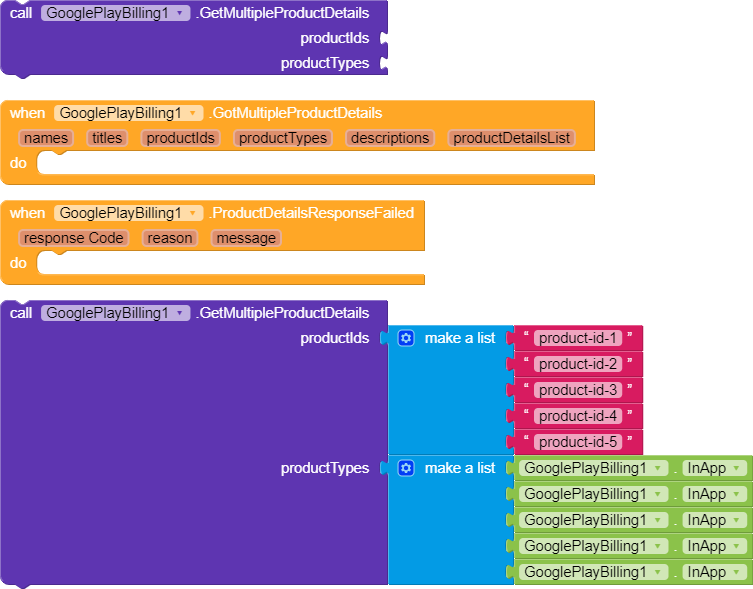 call GooglePlayBilling1 .GetMultipleProductDetails
productIds
productTypes
when GooglePlayBilling1 .GotMultipleProductDetails
names titles productIds productTypes descriptions productDetailsList
do
when GooglePlayBilling1 .ProductDetailsResponseFailed
response Code reason message
do
call GooglePlayBilling1 .GetMultipleProductDetails
productIds make a list “ product-id-1 ”
“ product-id-2 ”
“ product-id-3 ”
“ product-id-4 ”
“ product-id-5 ”
productTypes make a list GooglePlayBilling1 . InApp
GooglePlayBilling1 . InApp
GooglePlayBilling1 . InApp
GooglePlayBilling1 . InApp
GooglePlayBilling1 . InApp